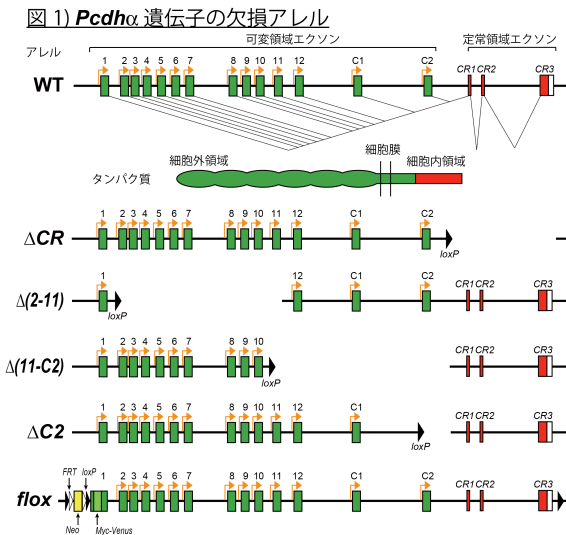 図 1) Pcdhα 遺伝子の欠損アレル
アレル 可変領域エクソン 定常領域エクソン
1 2 3 4 5 6 7 8 9 10 11 12 C1 C2 CR1 CR2 CR3
WT
細胞膜
細胞外領域 細胞内領域
タンパク質
1 2 3 4 5 6 7 8 9 10 11 12 C1 C2
ΔCR
loxP
1 12 C1 C2 CR1 CR2 CR3
Δ(2-11)
loxP
1 2 3 4 5 6 7 8 9 10 CR1 CR2 CR3
Δ(11-C2)
loxP
1 2 3 4 5 6 7 8 9 10 11 12 C1 CR1 CR2 CR3
ΔC2
loxP
FRT loxP 1 2 3 4 5 6 7 8 9 10 11 12 C1 C2 CR1 CR2 CR3
flox
Neo Myc-Venus